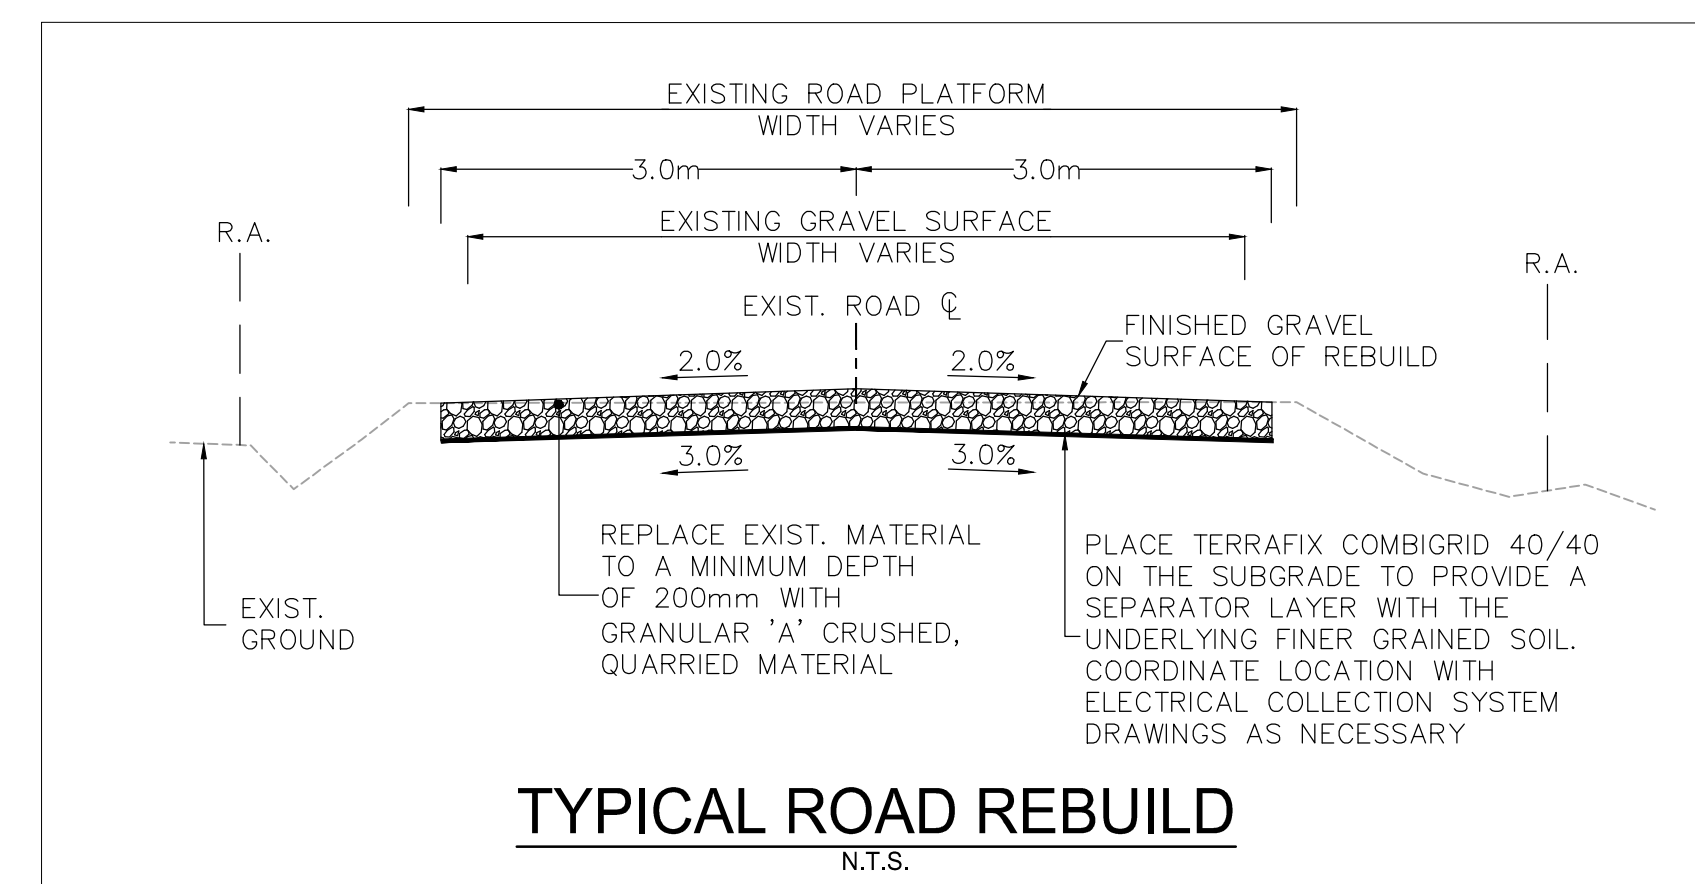 EXISTING ROAD PLATFORM
WIDTH VARIES
3.0m 3.0m
EXISTING GRAVEL SURFACE
WIDTH VARIES
R.A.
R.A.
EXIST. ROAD ℄
FINISHED GRAVEL
SURFACE OF REBUILD
2.0% 2.0%
3.0% 3.0%
REPLACE EXIST. MATERIAL
TO A MINIMUM DEPTH
OF 200mm WITH
GRANULAR 'A' CRUSHED,
QUARRIED MATERIAL
PLACE TERRAFIX COMBIGRID 40/40
ON THE SUBGRADE TO PROVIDE A
SEPARATOR LAYER WITH THE
UNDERLYING FINER GRAINED SOIL.
COORDINATE LOCATION WITH
ELECTRICAL COLLECTION SYSTEM
DRAWINGS AS NECESSARY
EXIST.
GROUND
TYPICAL ROAD REBUILD
N.T.S.